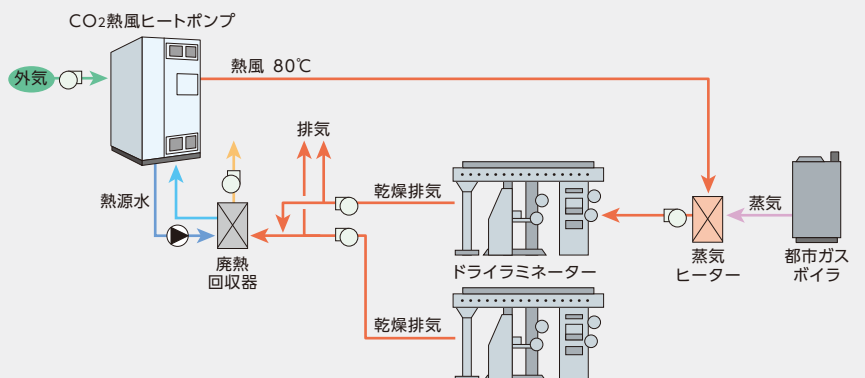 CO2熱風ヒートポンプ
外気
熱風 80℃
排気
熱源水
乾燥排気
蒸気
廃熱
回収器
ドライラミネーター
蒸気
ヒーター
都市ガス
ボイラ
乾燥排気